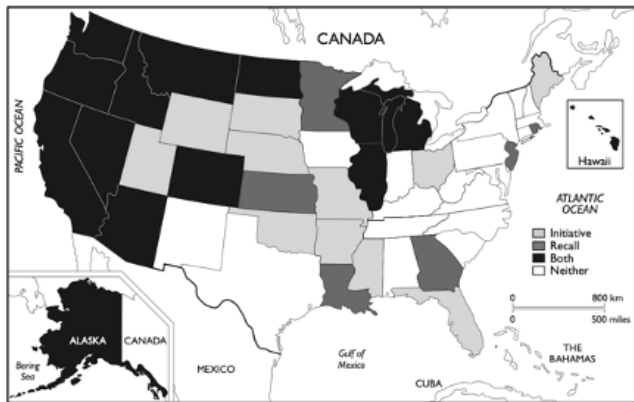 CANADA
PACIFIC OCEAN
Hawaii
ATLANTIC
OCEAN
Initiative
Recall
Both
Neither
0 800 km
0 500 miles
ALASKA
CANADA
Bering
Sea
MEXICO
Gulf of
Mexico
THE
BAHAMAS
CUBA